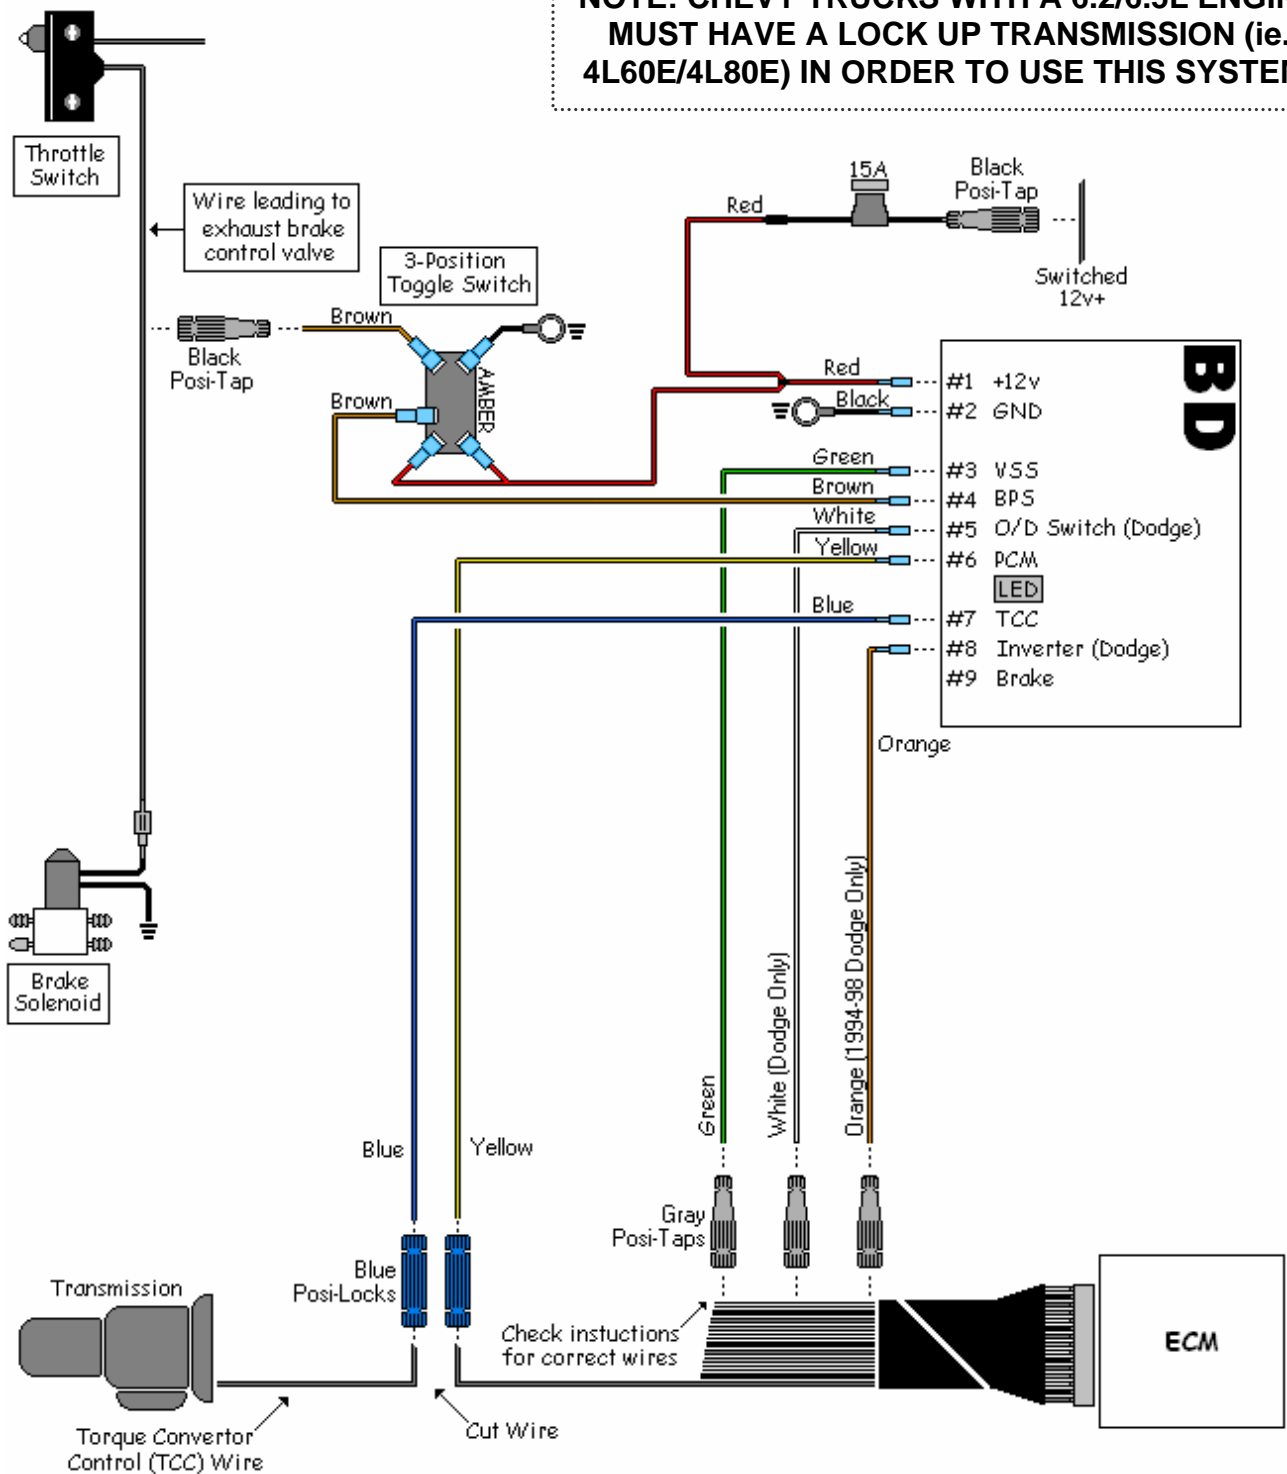 MUST HAVE A LOCK UP TRANSMISSION (ie.
4L60E/4L80E) IN ORDER TO USE THIS SYSTEM
Throttle
Switch
Wire leading to
exhaust brake
control valve
3-Position
Toggle Switch
15A
Black
Posi-Tap
Red
Switched
12v+
Brown
Black
Posi-Tap
AMBER
Brown
BD
Red
#1 +12v
Black
#2 GND
Green
#3 VSS
Brown
#4 BPS
White
#5 O/D Switch (Dodge)
Yellow
#6 PCM
LED
Blue
#7 TCC
#8 Inverter (Dodge)
#9 Brake
Orange
Brake
Solenoid
Green
White (Dodge Only)
Orange (1994-98 Dodge Only)
Blue
Yellow
Gray
Posi-Taps
Blue
Posi-Locks
Transmission
Check instuctions
for correct wires
ECM
Cut Wire
Torque Convertor
Control (TCC) Wire